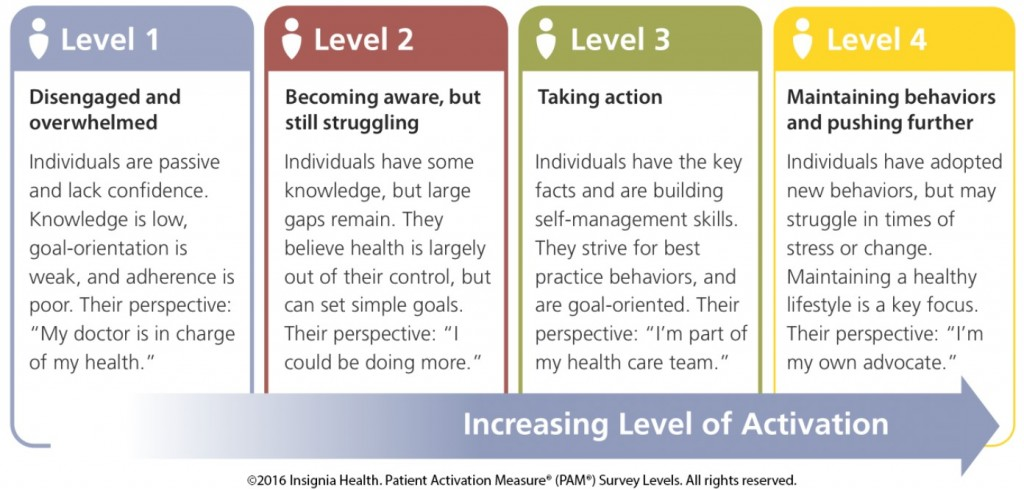 Level 1
Disengaged and
overwhelmed
Individuals are passive
and lack confidence.
Knowledge is low,
goal-orientation is
weak, and adherence is
poor. Their perspective:
“My doctor is in charge
of my health.”
Level 2
Becoming aware, but
still struggling
Individuals have some
knowledge, but large
gaps remain. They
believe health is largely
out of their control, but
can set simple goals.
Their perspective: “I
could be doing more.”
Level 3
Taking action
Individuals have the key
facts and are building
self-management skills.
They strive for best
practice behaviors, and
are goal-oriented. Their
perspective: “I’m part of
my health care team.”
Level 4
Maintaining behaviors
and pushing further
Individuals have adopted
new behaviors, but may
struggle in times of
stress or change.
Maintaining a healthy
lifestyle is a key focus.
Their perspective: “I’m
my own advocate.”
Increasing Level of Activation
©2016 Insignia Health. Patient Activation Measure® (PAM®) Survey Levels. All rights reserved.